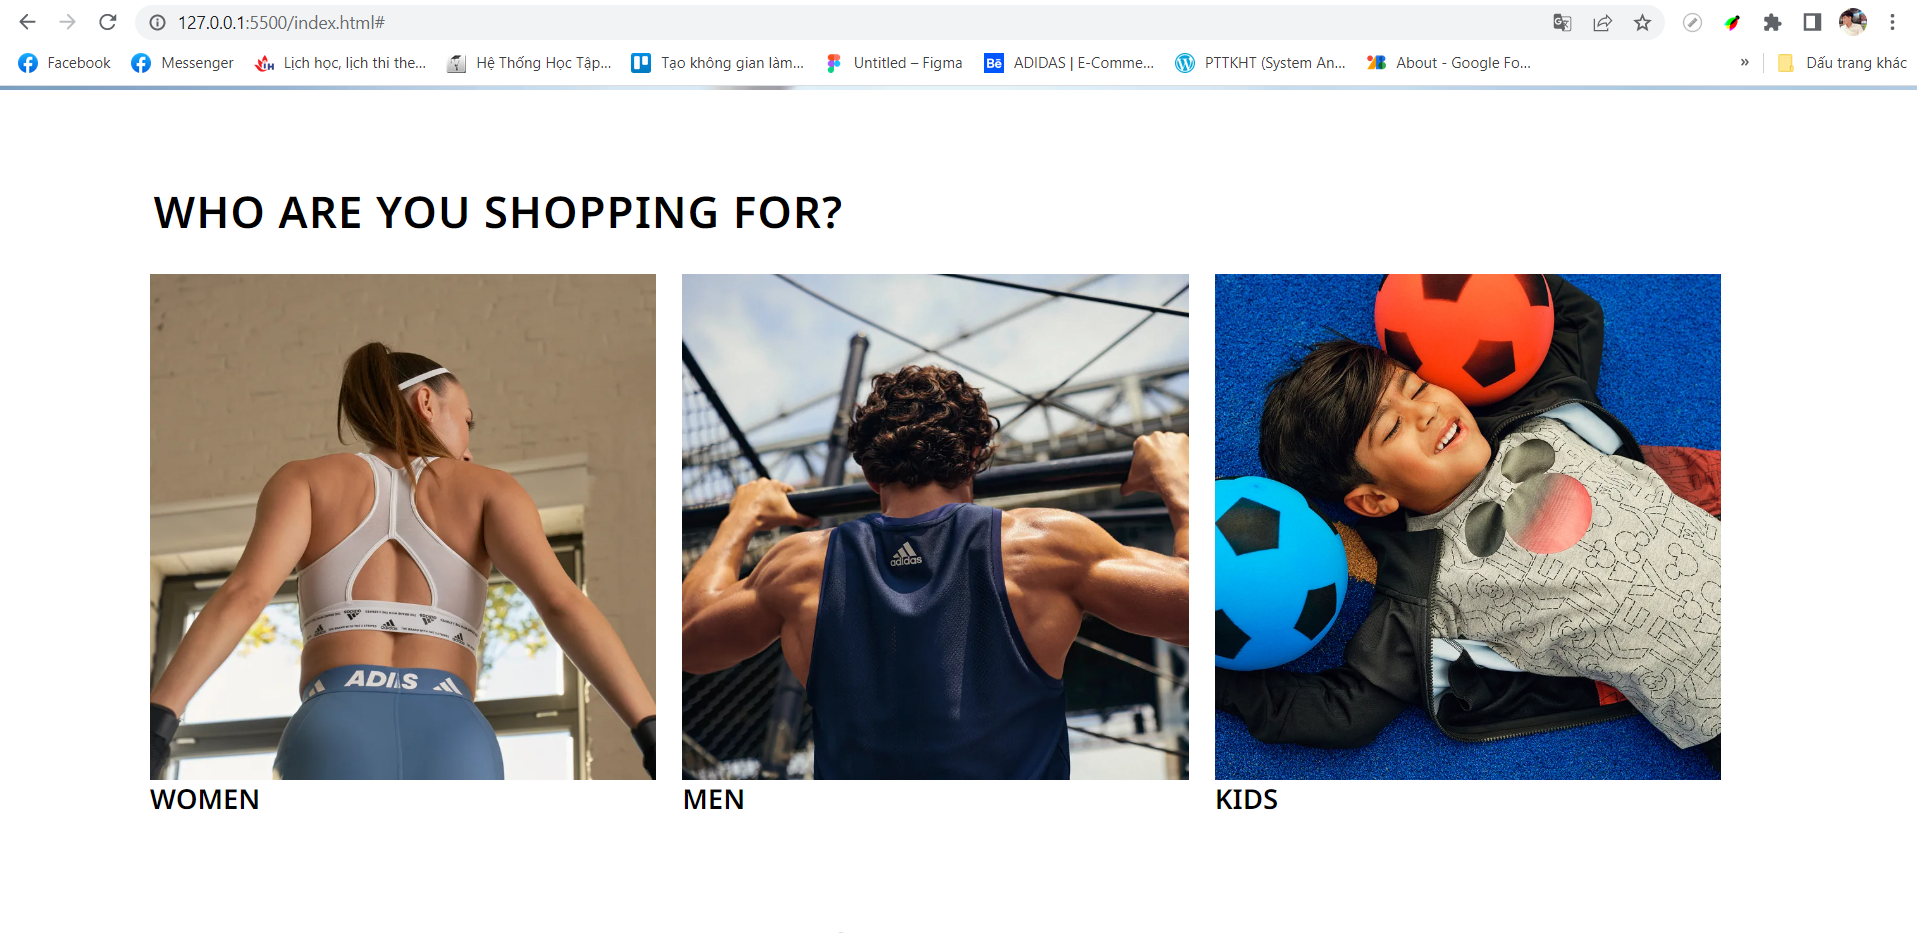 127.0.0.1:5500/index.html#
Facebook
Messenger
Lịch học, lịch thi the...
Hệ Thống Học Tập...
Tạo không gian làm...
Untitled – Figma
Bē
ADIDAS | E-Comme...
PTTKHT (System An...
About - Google Fo...
»
Dấu trang khác
WHO ARE YOU SHOPPING FOR?
adidas
WOMEN
MEN
KIDS